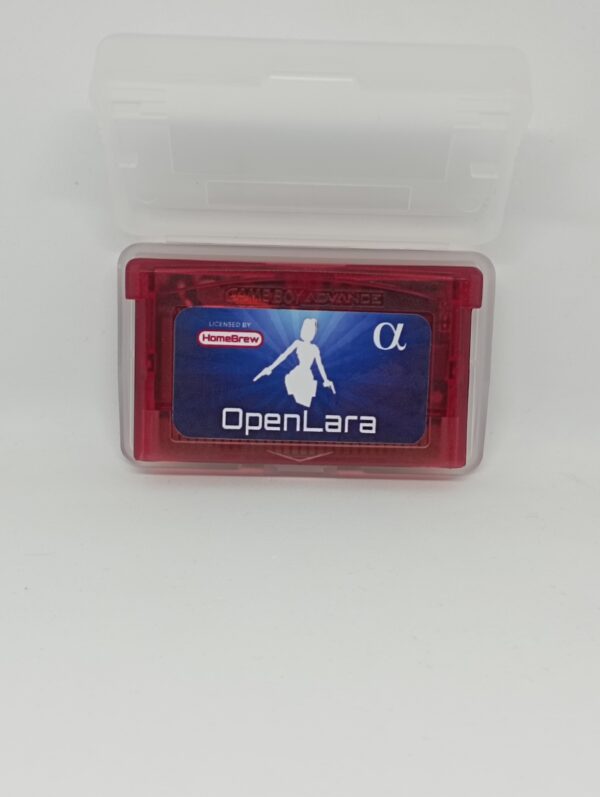 GAME BOY ADVANCE
LICENSED BY
HomeBrew
α
OpenLara